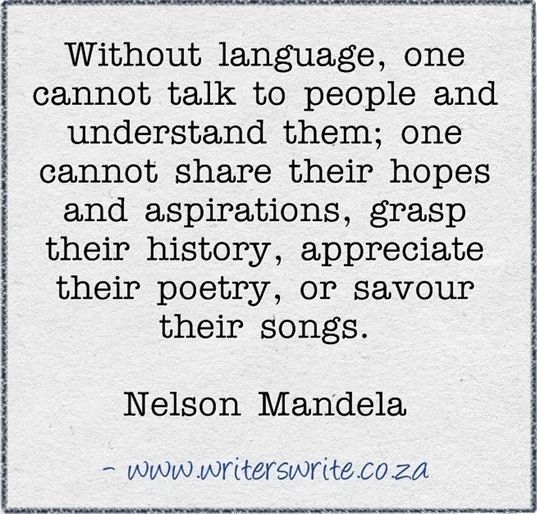 Without language, one
cannot talk to people and
understand them; one
cannot share their hopes
and aspirations, grasp
their history, appreciate
their poetry, or savour
their songs.
Nelson Mandela
- www.writerswrite.co.za